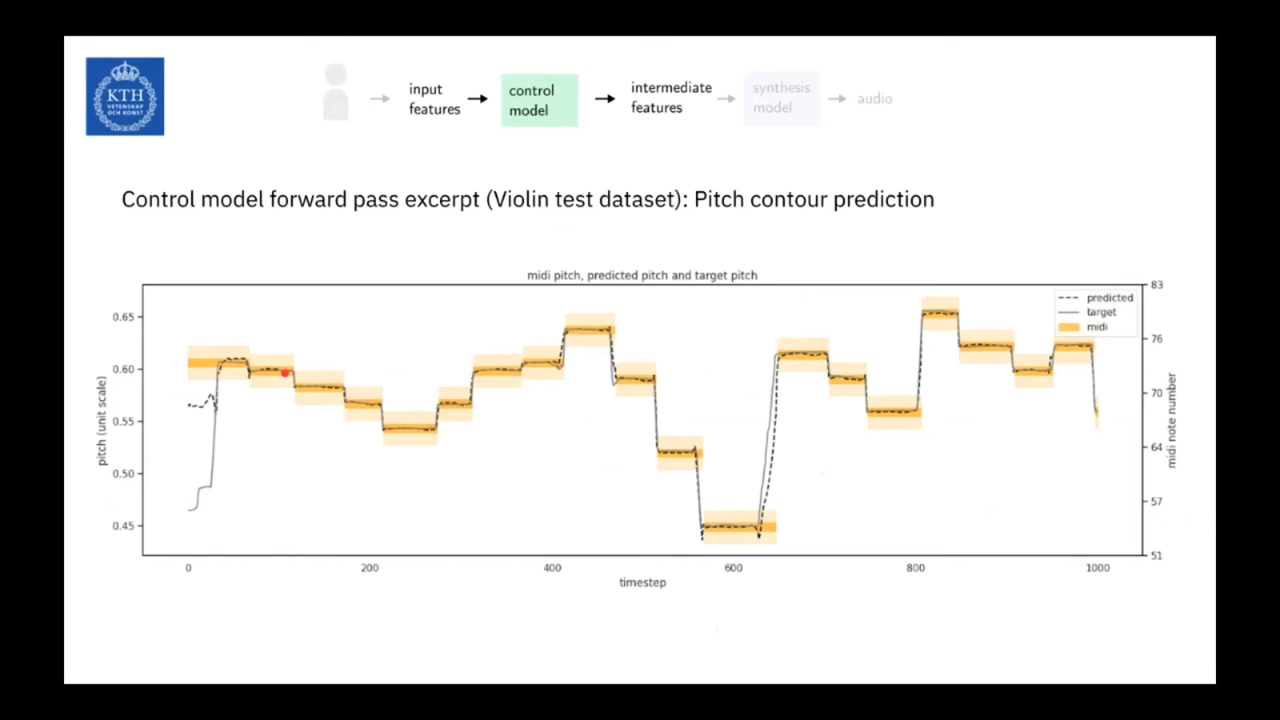 KTH
VETENSKAP
OCH KONST
input
features
control
model
intermediate
features
synthesis
model
audio
Control model forward pass excerpt (Violin test dataset): Pitch contour prediction
midi pitch, predicted pitch and target pitch
predicted
target
midi
pitch (unit scale)
0.65
0.60
0.55
0.50
0.45
83
76
70
64
57
51
midi note number
0 200 400 600 800 1000
timestep